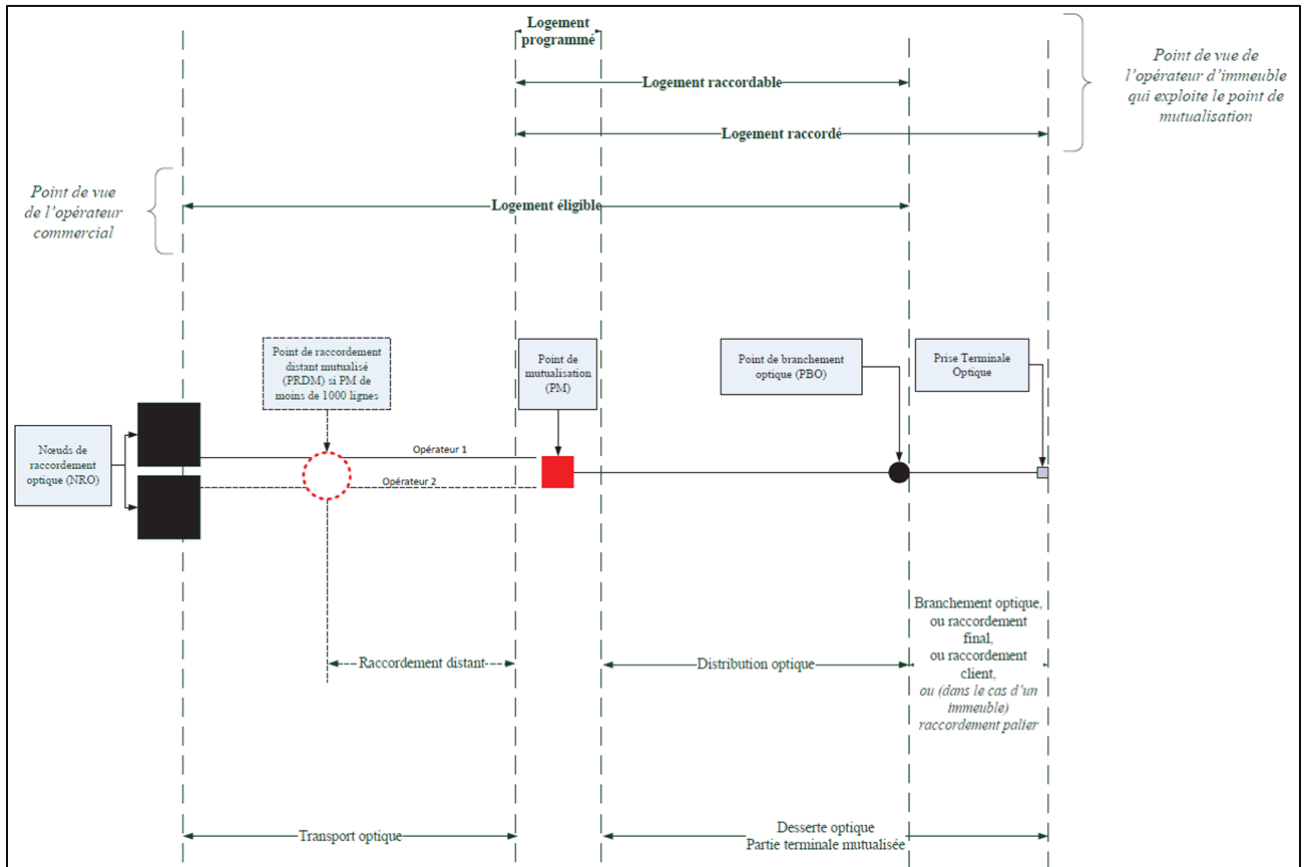 Logement
programmé
Logement raccordable
Logement raccordé
Point de vue de
l'opérateur d'immeuble
qui exploite le point de
mutualisation
Point de vue
de l'opérateur
commercial
Logement éligible
Point de raccordement
distant mutualisé
(PRDM) si PM de
moins de 1000 lignes
Point de
mutualisation
(PM)
Point de branchement
optique (PBO)
Prise Terminale
Optique
Nœuds de
raccordement
optique (NRO)
Opérateur 1
Opérateur 2
Raccordement distant
Distribution optique
Branchement optique,
ou raccordement
final,
ou raccordement
client,
ou (dans le cas d'un
immeuble)
raccordement palier
Transport optique
Desserte optique
Partie terminale mutualisée